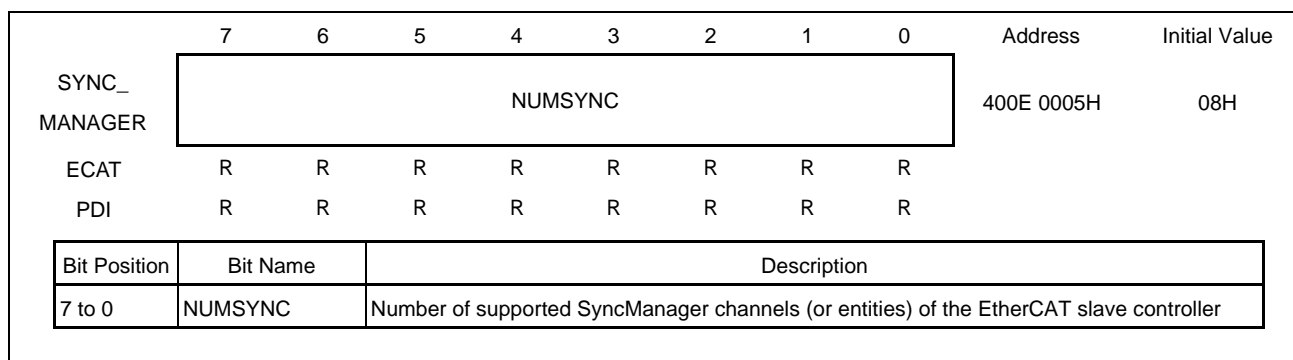 7 6 5 4 3 2 1 0 Address Initial Value
SYNC_
MANAGER NUMSYNC 400E 0005H 08H
ECAT R R R R R R R R
PDI R R R R R R R R
Bit Position Bit Name Description
7 to 0 NUMSYNC Number of supported SyncManager channels (or entities) of the EtherCAT slave controller